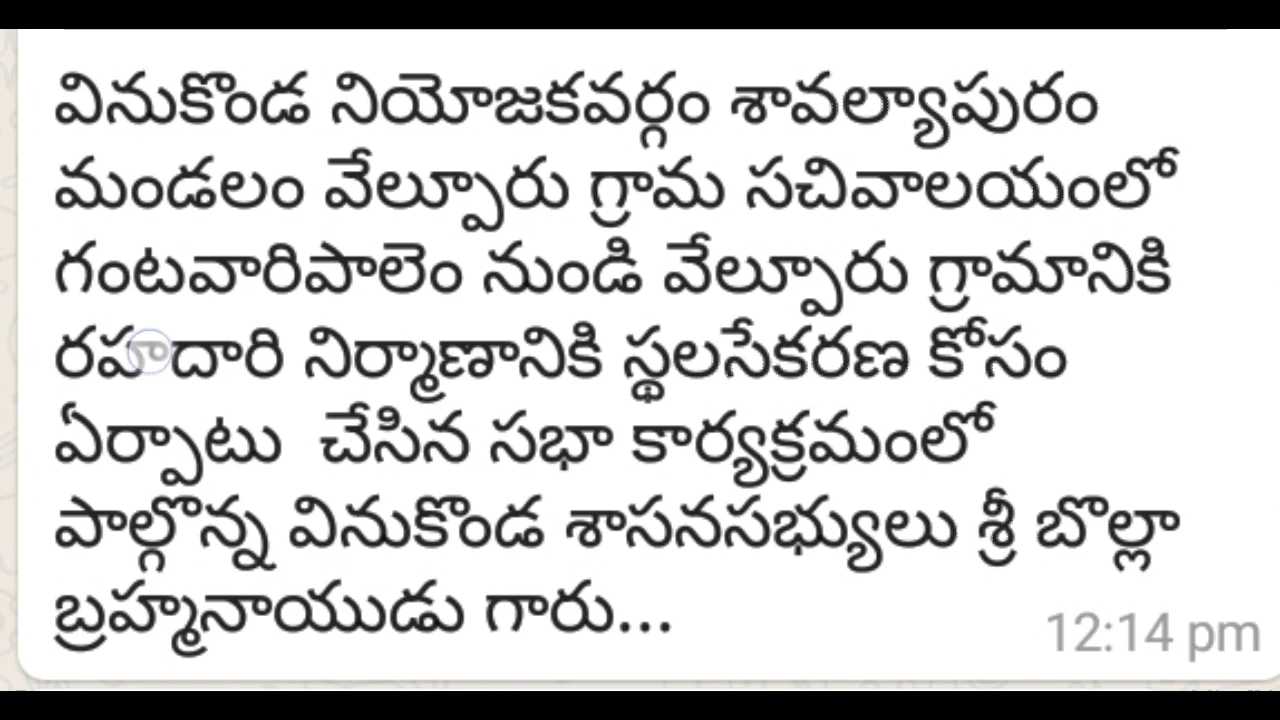 వినుకొండ నియోజకవర్గం శావల్యాపురం
మండలం వేల్పూరు గ్రామ సచివాలయంలో
గంటవారిపాలెం నుండి వేల్పూరు గ్రామానికి
రహదారి నిర్మాణానికి స్థలసేకరణ కోసం
ఏర్పాటు  చేసిన సభా కార్యక్రమంలో
పాల్గొన్న వినుకొండ శాసనసభ్యులు శ్రీ బొల్లా
బ్రహ్మనాయుడు గారు...
12:14 pm